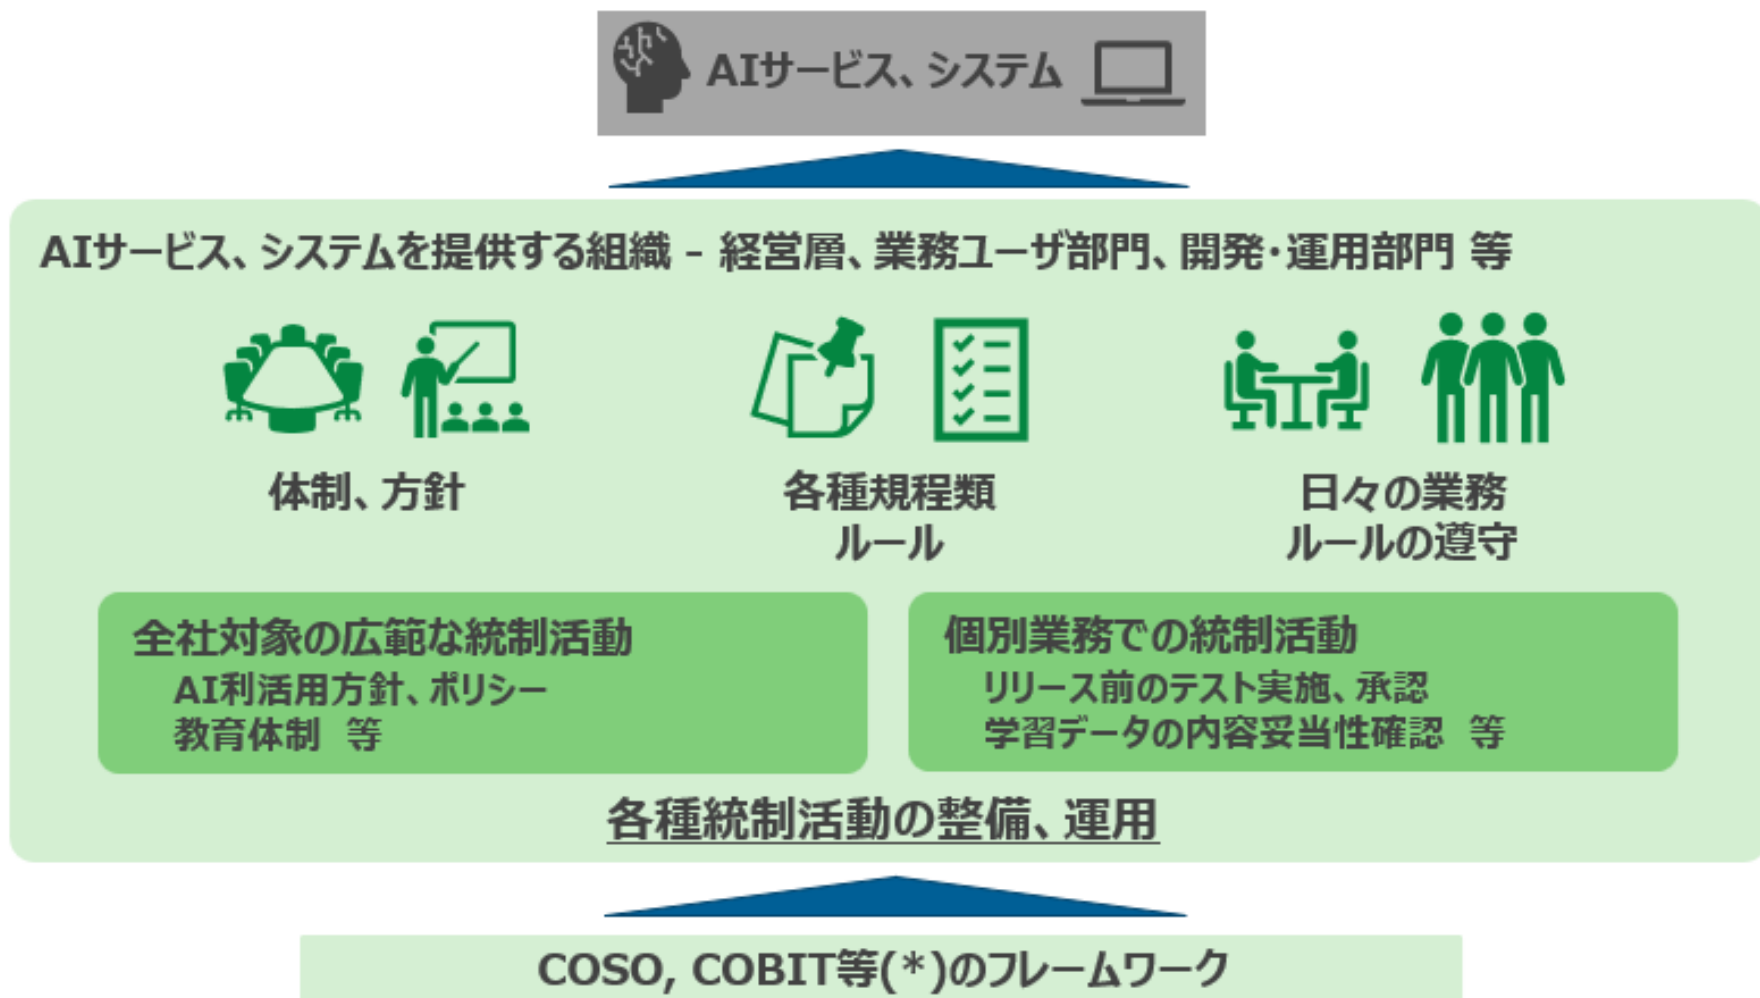 AIサービス、システム
AIサービス、システムを提供する組織 - 経営層、業務ユーザ部門、開発・運用部門 等
体制、方針
各種規程類
ルール
日々の業務
ルールの遵守
全社対象の広範な統制活動
AI利活用方針、ポリシー
教育体制 等
個別業務での統制活動
リリース前のテスト実施、承認
学習データの内容妥当性確認 等
各種統制活動の整備、運用
COSO, COBIT等(*)のフレームワーク